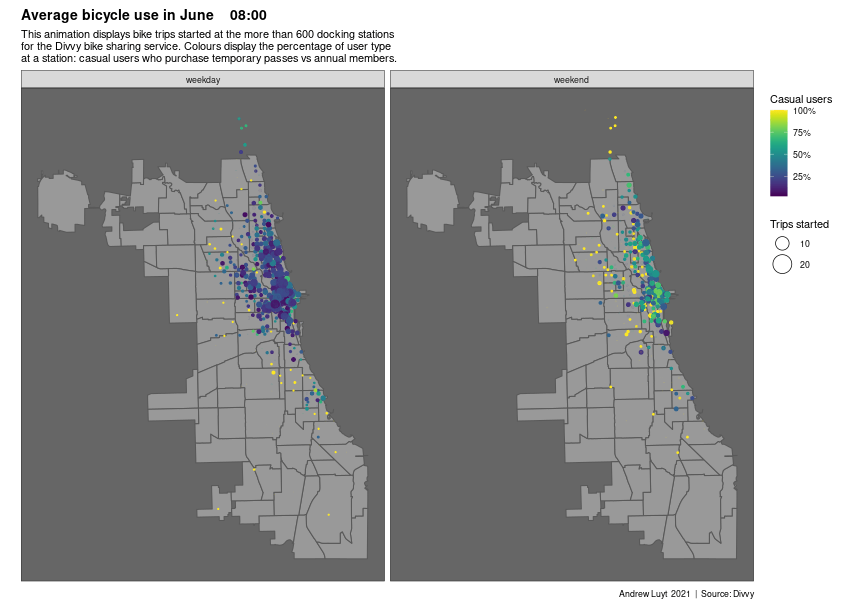 Average bicycle use in June 08:00
This animation displays bike trips started at the more than 600 docking stations
for the Divvy bike sharing service. Colours display the percentage of user type
at a station: casual users who purchase temporary passes vs annual members.
weekday
weekend
Casual users
100%
75%
50%
25%
Trips started
10
20
Andrew Luyt 2021 | Source: Divvy